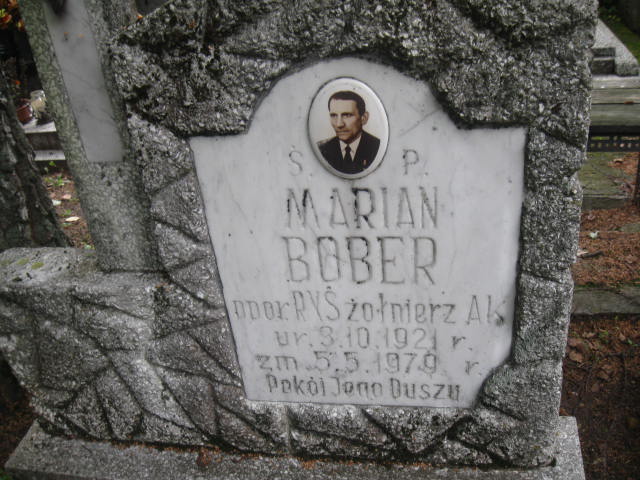 Ś. P.
MARIAN
BOBER
ppor RYŚ żołnierz AK
ur. 3.10.1921 r.
zm. 5.5.1979 r.
Pokój Jego Duszy